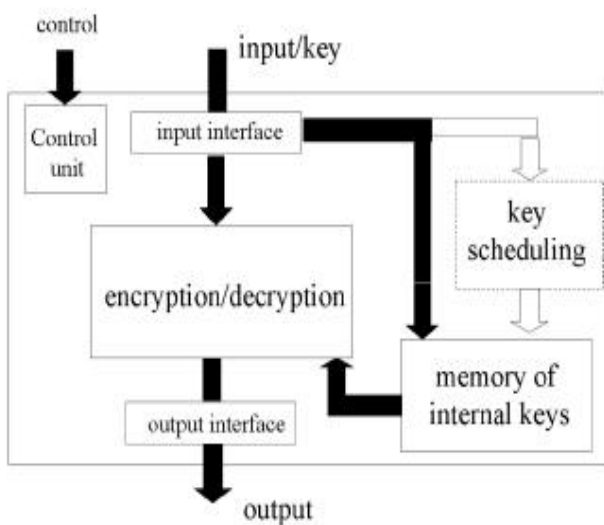 control
input/key
Control
unit
input interface
key
scheduling
encryption/decryption
memory of
internal keys
output interface
output